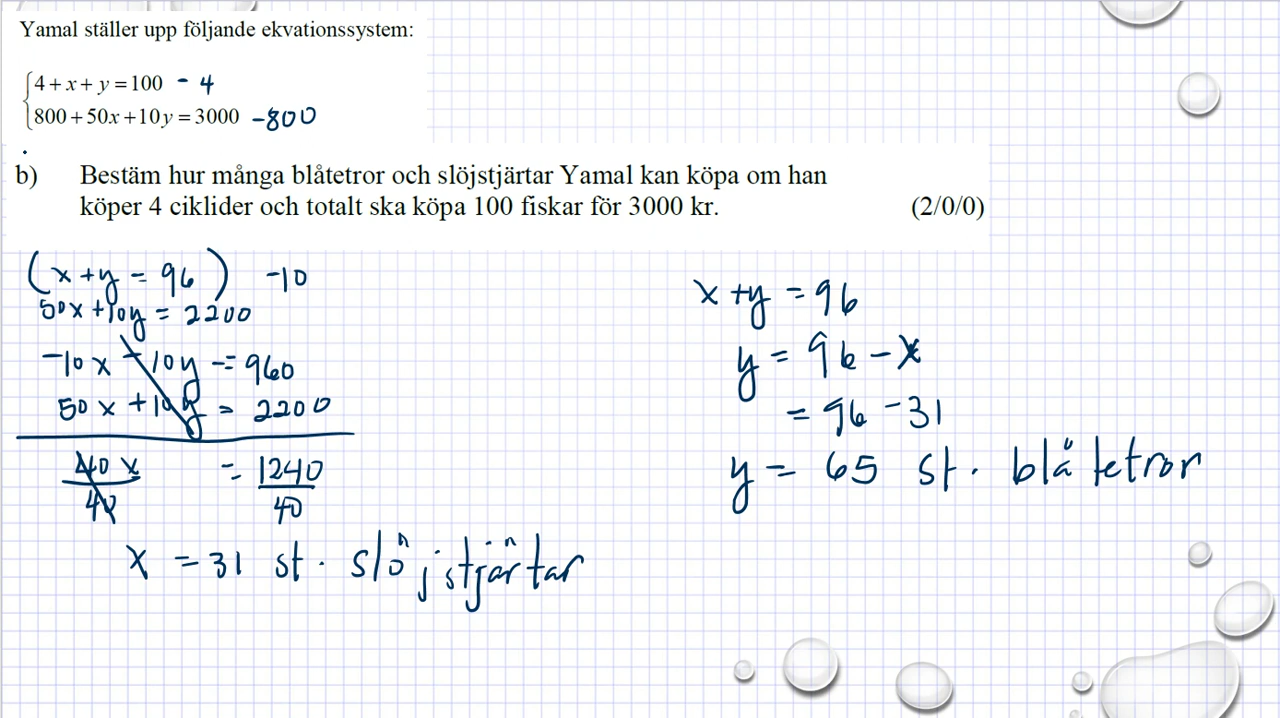 Yamal ställer upp följande ekvationssystem:
4 + x + y = 100 - 4
800 + 50x + 10y = 3000 -800
b) Bestäm hur många blåtetror och slöjstjärtar Yamal kan köpa om han
köper 4 ciklider och totalt ska köpa 100 fiskar för 3000 kr. (2/0/0)
(x + y = 96) -10
50x + 10y = 2200
-10x - 10y = -960
50x + 10y = 2200
40x = 1240
40 40
x = 31 st. slöjstjärtar
x + y = 96
y = 96 - x
= 96 - 31
y = 65 st. blåtetror